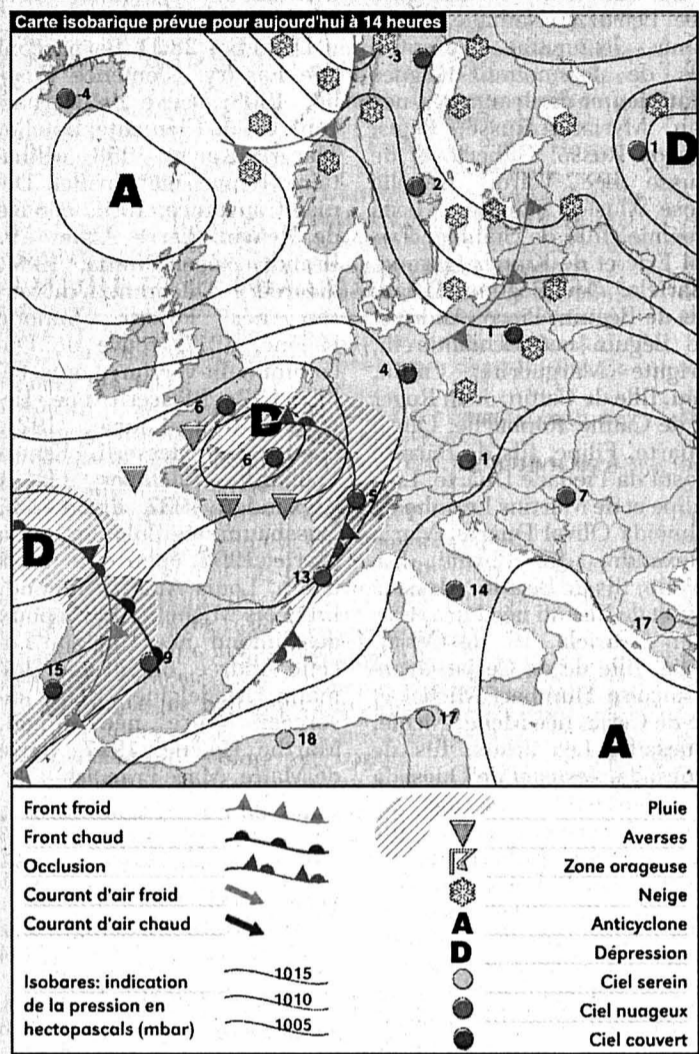 Carte isobarique prévue pour aujourd'hui à 14 heures
-4
-3
A
2
1
D
1
4
6
D
6
5
1
7
D
13
14
17
15
9
18
17
A
Front froid
Front chaud
Occlusion
Courant d'air froid
Courant d'air chaud
Isobares: indication
de la pression en
hectopascals (mbar)
1015
1010
1005
Pluie
Averses
Zone orageuse
Neige
A Anticyclone
D Dépression
Ciel serein
Ciel nuageux
Ciel couvert